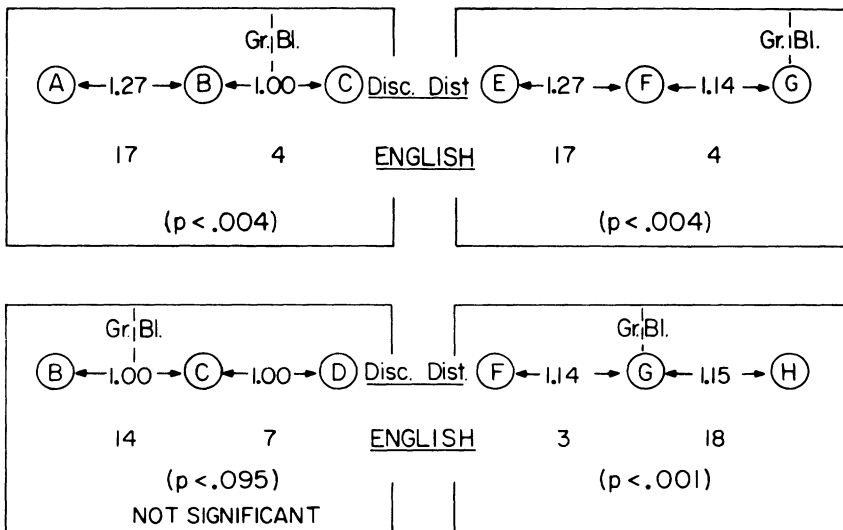 Gr. Bl. Gr. Bl.
A 1.27 B 1.00 C Disc. Dist E 1.27 F 1.14 G
17 4 ENGLISH 17 4
(p<.004) (p<.004)
Gr. Bl. Gr. Bl.
B 1.00 C 1.00 D Disc. Dist. F 1.14 G 1.15 H
14 7 ENGLISH 3 18
(p<.095) (p<.001)
NOT SIGNIFICANT